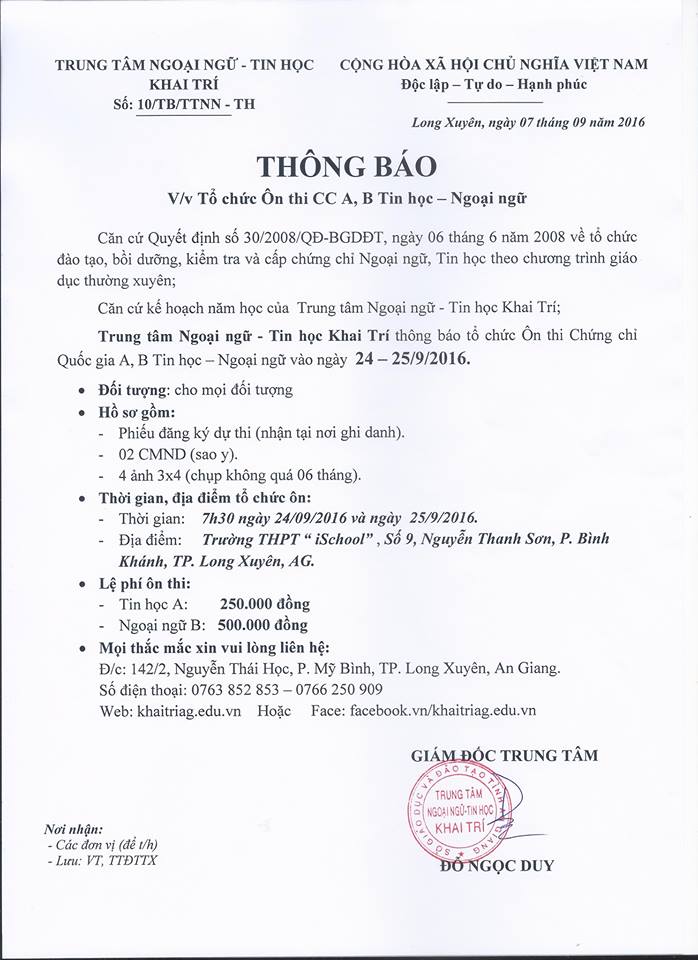 TRUNG TÂM NGOẠI NGỮ - TIN HỌC
KHAI TRÍ
Số: 10/TB/TTNN - TH
CỘNG HÒA XÃ HỘI CHỦ NGHĨA VIỆT NAM
Độc lập – Tự do – Hạnh phúc
Long Xuyên, ngày 07 tháng 09 năm 2016
THÔNG BÁO
V/v Tổ chức Ôn thi CC A, B Tin học – Ngoại ngữ
Căn cứ Quyết định số 30/2008/QĐ-BGDĐT, ngày 06 tháng 6 năm 2008 về tổ chức
đào tạo, bồi dưỡng, kiểm tra và cấp chứng chỉ Ngoại ngữ, Tin học theo chương trình giáo
dục thường xuyên;
Căn cứ kế hoạch năm học của Trung tâm Ngoại ngữ - Tin học Khai Trí;
Trung tâm Ngoại ngữ - Tin học Khai Trí thông báo tổ chức Ôn thi Chứng chỉ
Quốc gia A, B Tin học – Ngoại ngữ vào ngày 24 – 25/9/2016.
• Đối tượng: cho mọi đối tượng
• Hồ sơ gồm:
- Phiếu đăng ký dự thi (nhận tại nơi ghi danh).
- 02 CMND (sao y).
- 4 ảnh 3x4 (chụp không quá 06 tháng).
• Thời gian, địa điểm tổ chức ôn:
- Thời gian: 7h30 ngày 24/09/2016 và ngày 25/9/2016.
- Địa điểm: Trường THPT “ iSchool” , Số 9, Nguyễn Thanh Sơn, P. Bình
Khánh, TP. Long Xuyên, AG.
• Lệ phí ôn thi:
- Tin học A: 250.000 đồng
- Ngoại ngữ B: 500.000 đồng
• Mọi thắc mắc xin vui lòng liên hệ:
Đ/c: 142/2, Nguyễn Thái Học, P. Mỹ Bình, TP. Long Xuyên, An Giang.
Số điện thoại: 0763 852 853 – 0766 250 909
Web: khaitriag.edu.vn Hoặc Face: facebook.vn/khaitriag.edu.vn
GIÁM ĐỐC TRUNG TÂM
SỞ GIÁO DỤC VÀ ĐÀO TẠO TỈNH AN GIANG
TRUNG TÂM
NGOẠI NGỮ-TIN HỌC
KHAI TRÍ
ĐỖ NGỌC DUY
Nơi nhận:
- Các đơn vị (để t/h)
- Lưu: VT, TTĐTTX